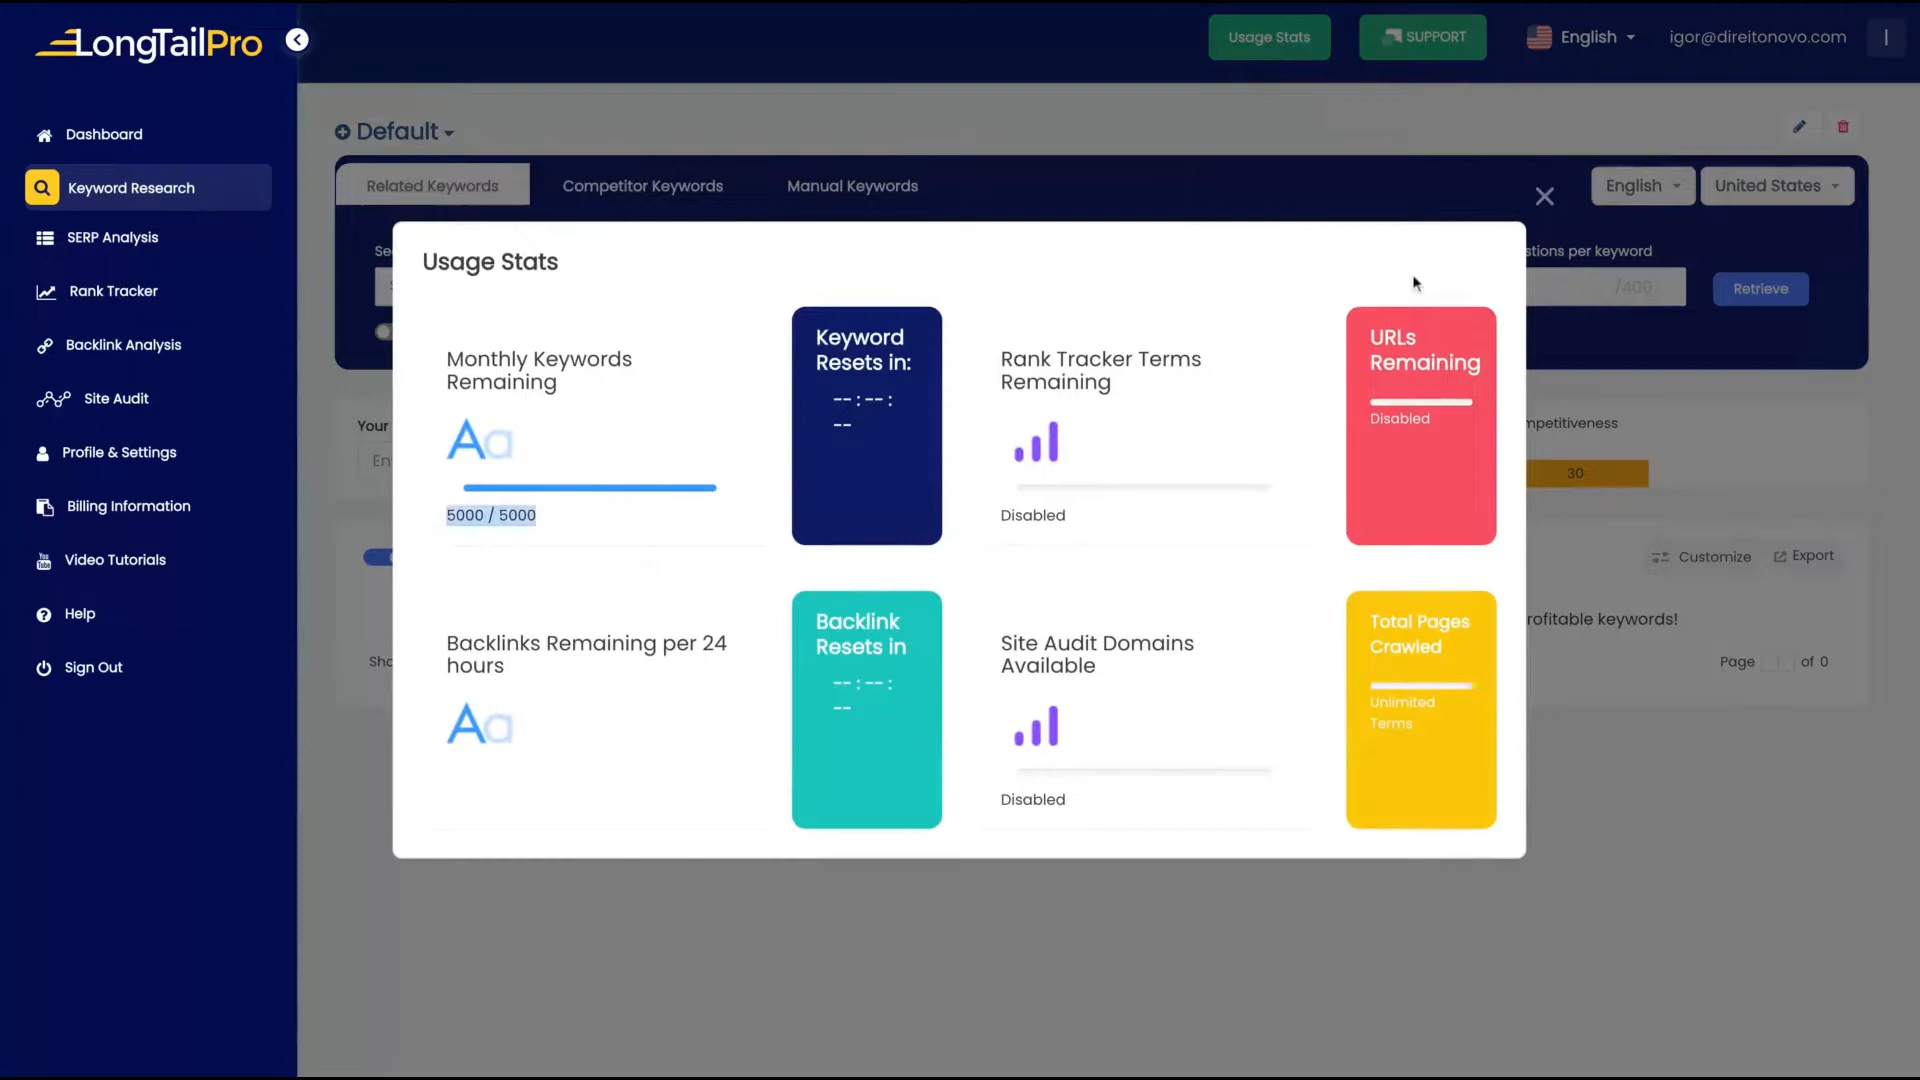 LongTailPro
Usage Stats
SUPPORT
English
igor@direitonovo.com
I
Dashboard
Keyword Research
SERP Analysis
Rank Tracker
Backlink Analysis
Site Audit
Profile & Settings
Billing Information
Video Tutorials
Help
Sign Out
Default
Related Keywords
Competitor Keywords
Manual Keywords
English
United States
Se
stions per keyword
/400
Retrieve
Usage Stats
Monthly Keywords
Remaining
Aa
5000 / 5000
Keyword
Resets in:
--:--:
--
Rank Tracker Terms
Remaining
Disabled
URLs
Remaining
Disabled
Backlinks Remaining per 24
hours
Aa
Backlink
Resets in
--:--:
--
Site Audit Domains
Available
Disabled
Total Pages
Crawled
Unlimited
Terms
Your
En
mpetitiveness
30
Customize
Export
rofitable keywords!
Sho
Page
of 0